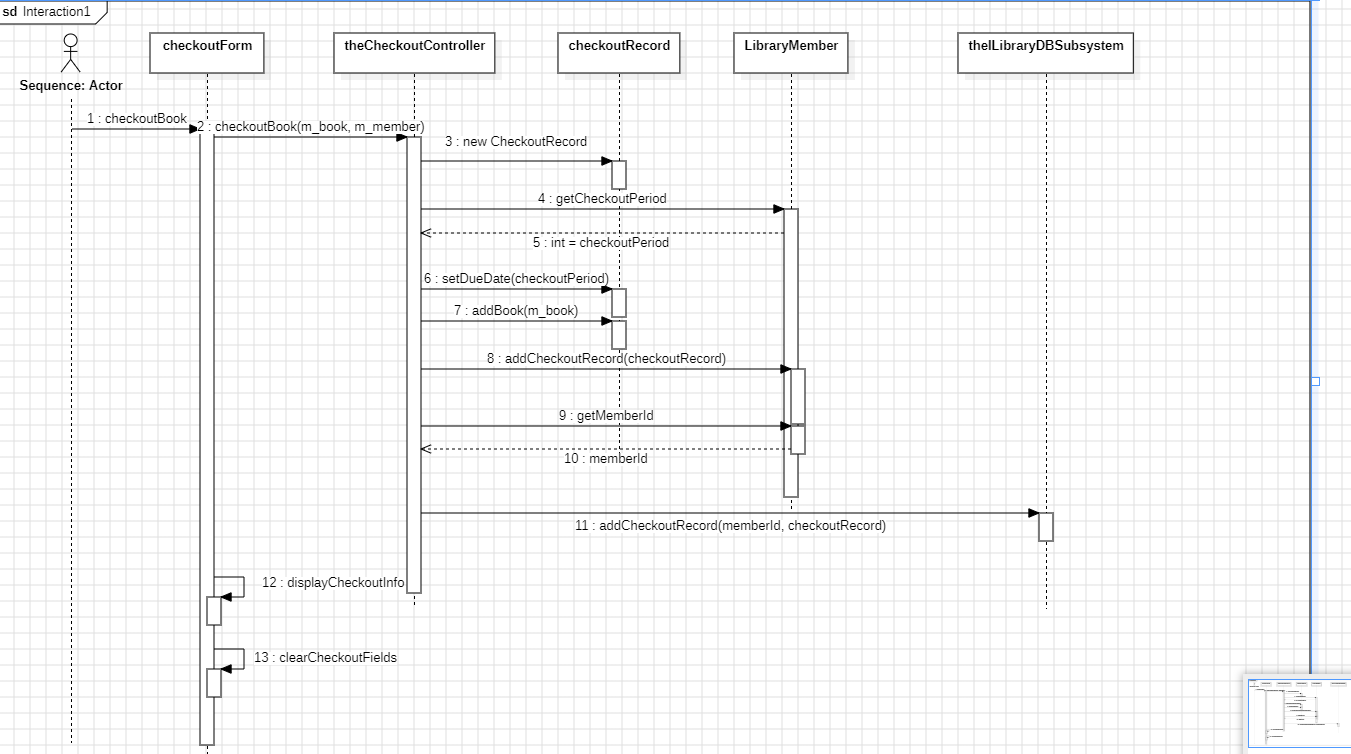 sd Interaction1
checkoutForm
theCheckoutController
checkoutRecord
LibraryMember
theILibraryDBSubsystem
Sequence: Actor
1 : checkoutBook
2 : checkoutBook(m_book, m_member)
3 : new CheckoutRecord
4 : getCheckoutPeriod
5 : int = checkoutPeriod
6 : setDueDate(checkoutPeriod)
7 : addBook(m_book)
8 : addCheckoutRecord(checkoutRecord)
9 : getMemberId
10 : memberId
11 : addCheckoutRecord(memberId, checkoutRecord)
12 : displayCheckoutInfo
13 : clearCheckoutFields